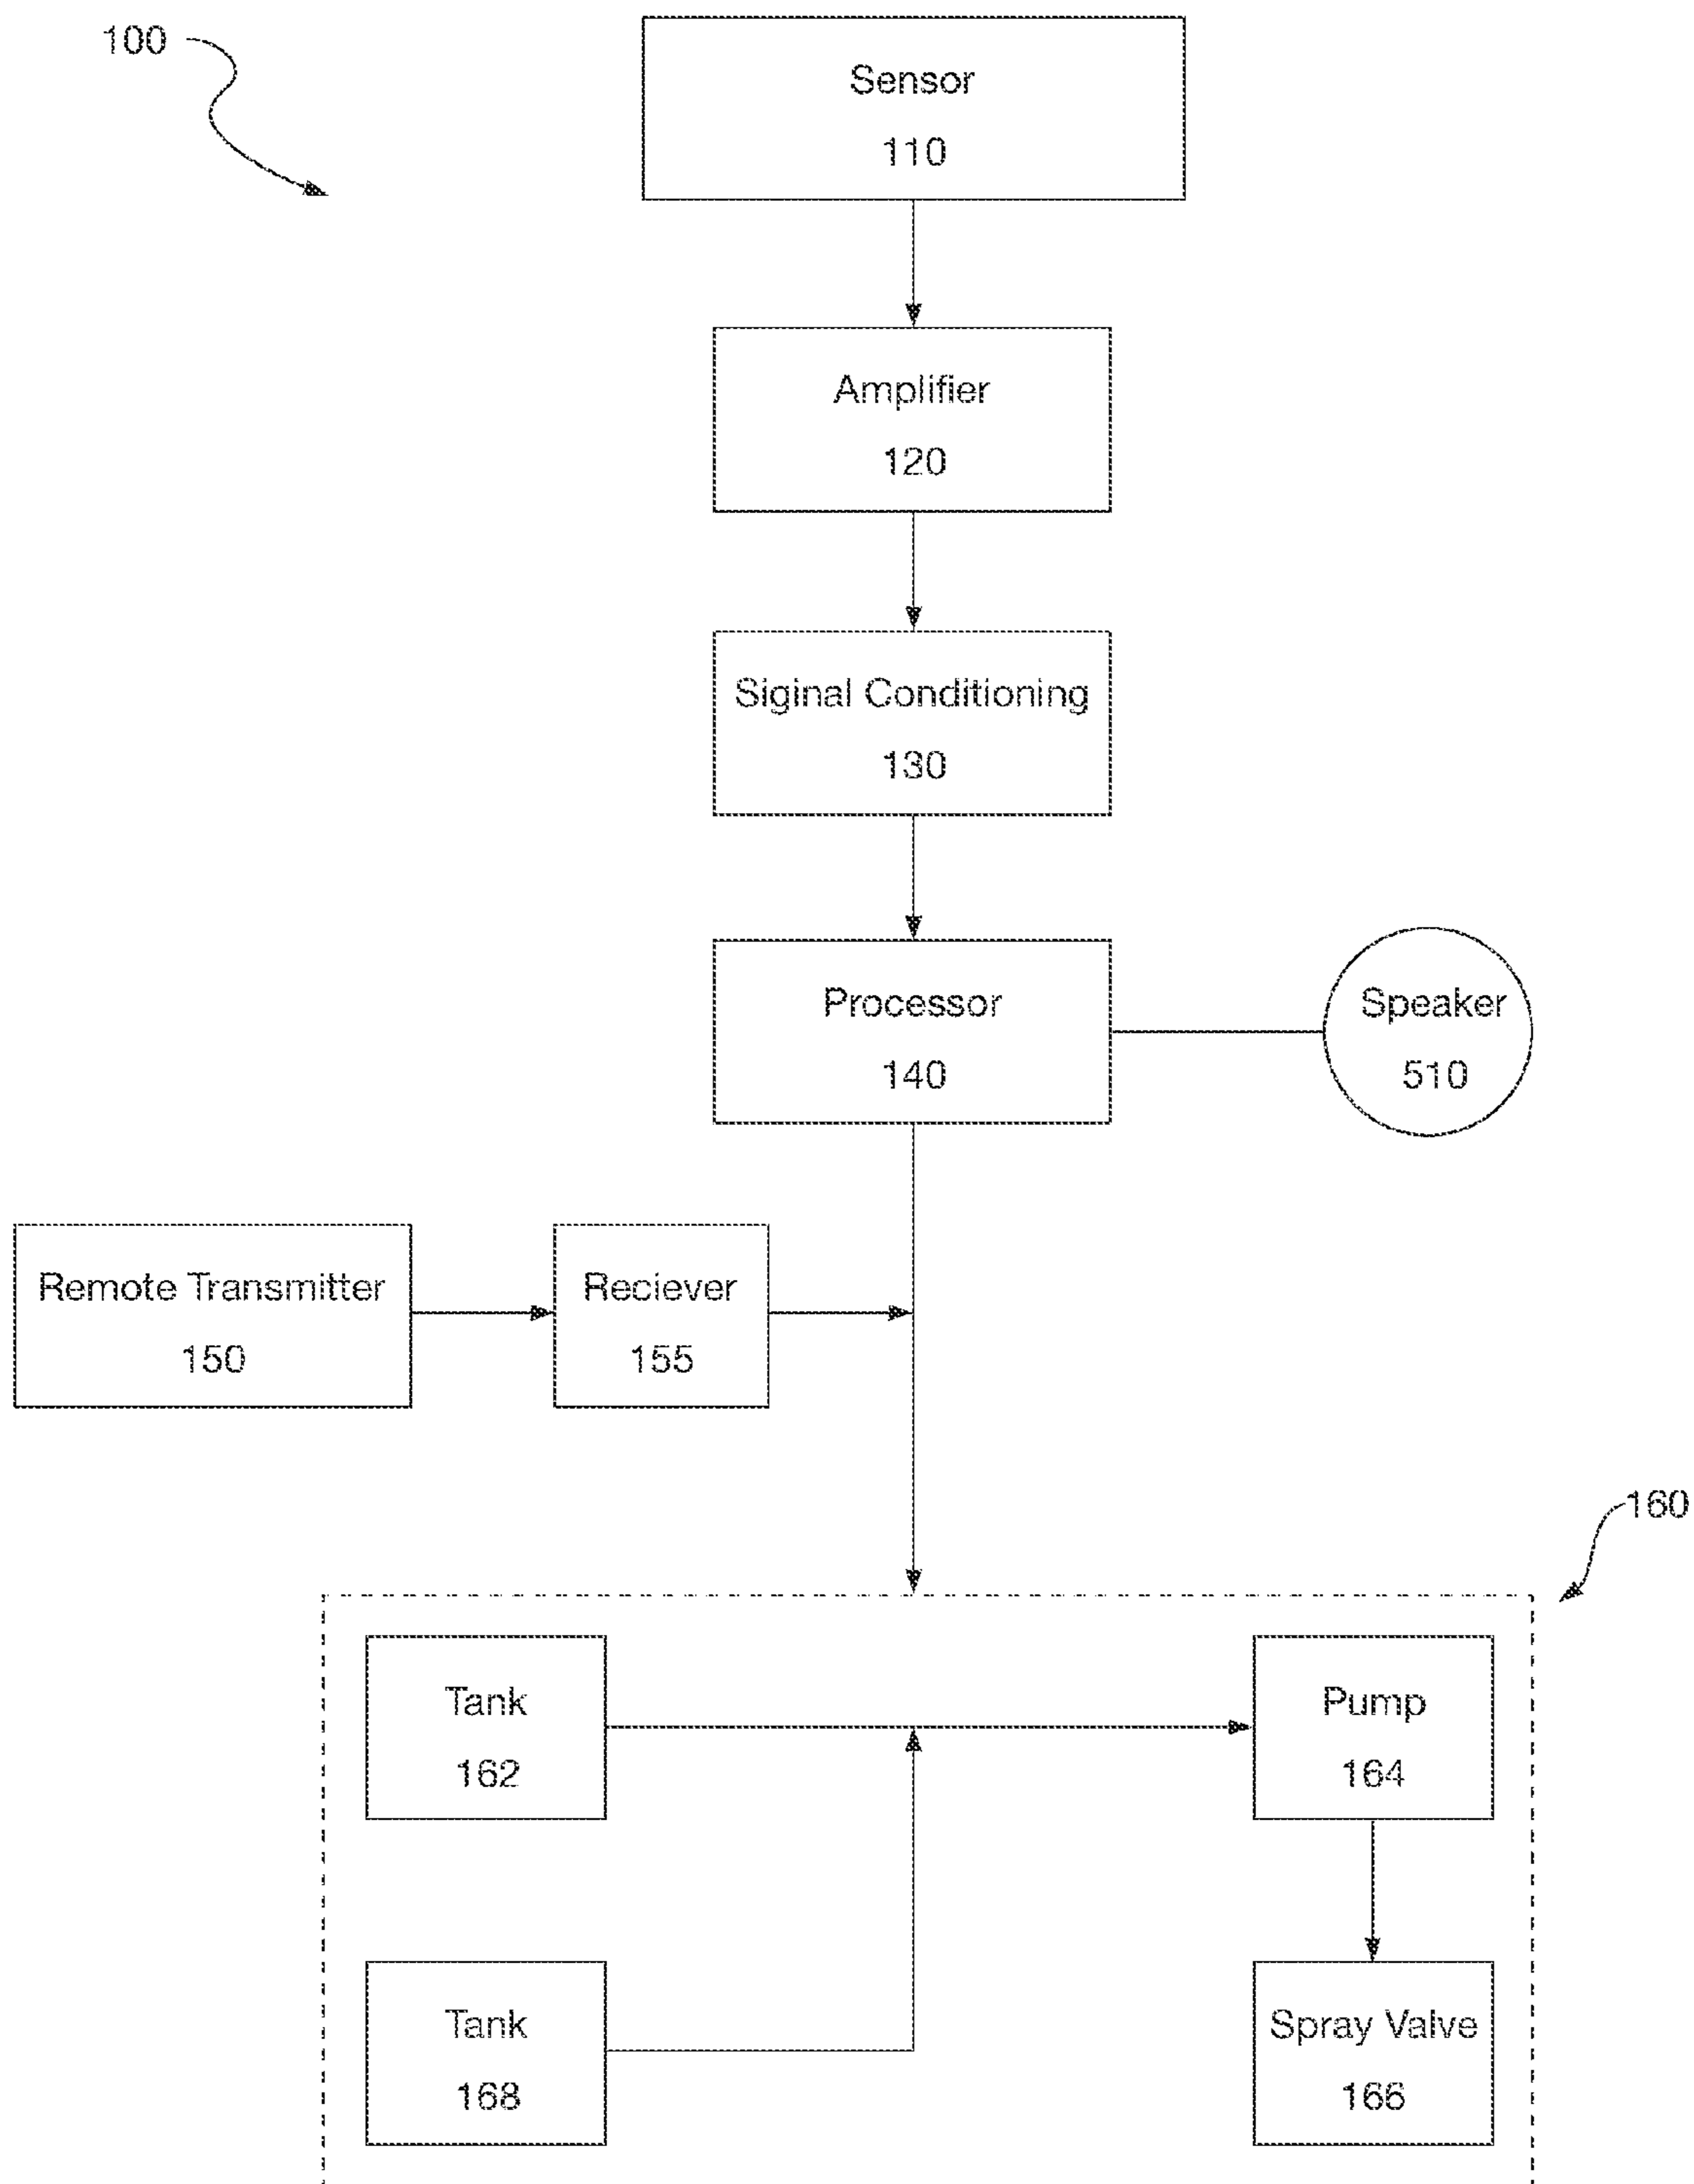 100
Sensor
110
Amplifier
120
Siginal Conditioning
130
Processor
140
Speaker
510
Remote Transmitter
150
Reciever
155
160
Tank
162
Pump
164
Tank
168
Spray Valve
166